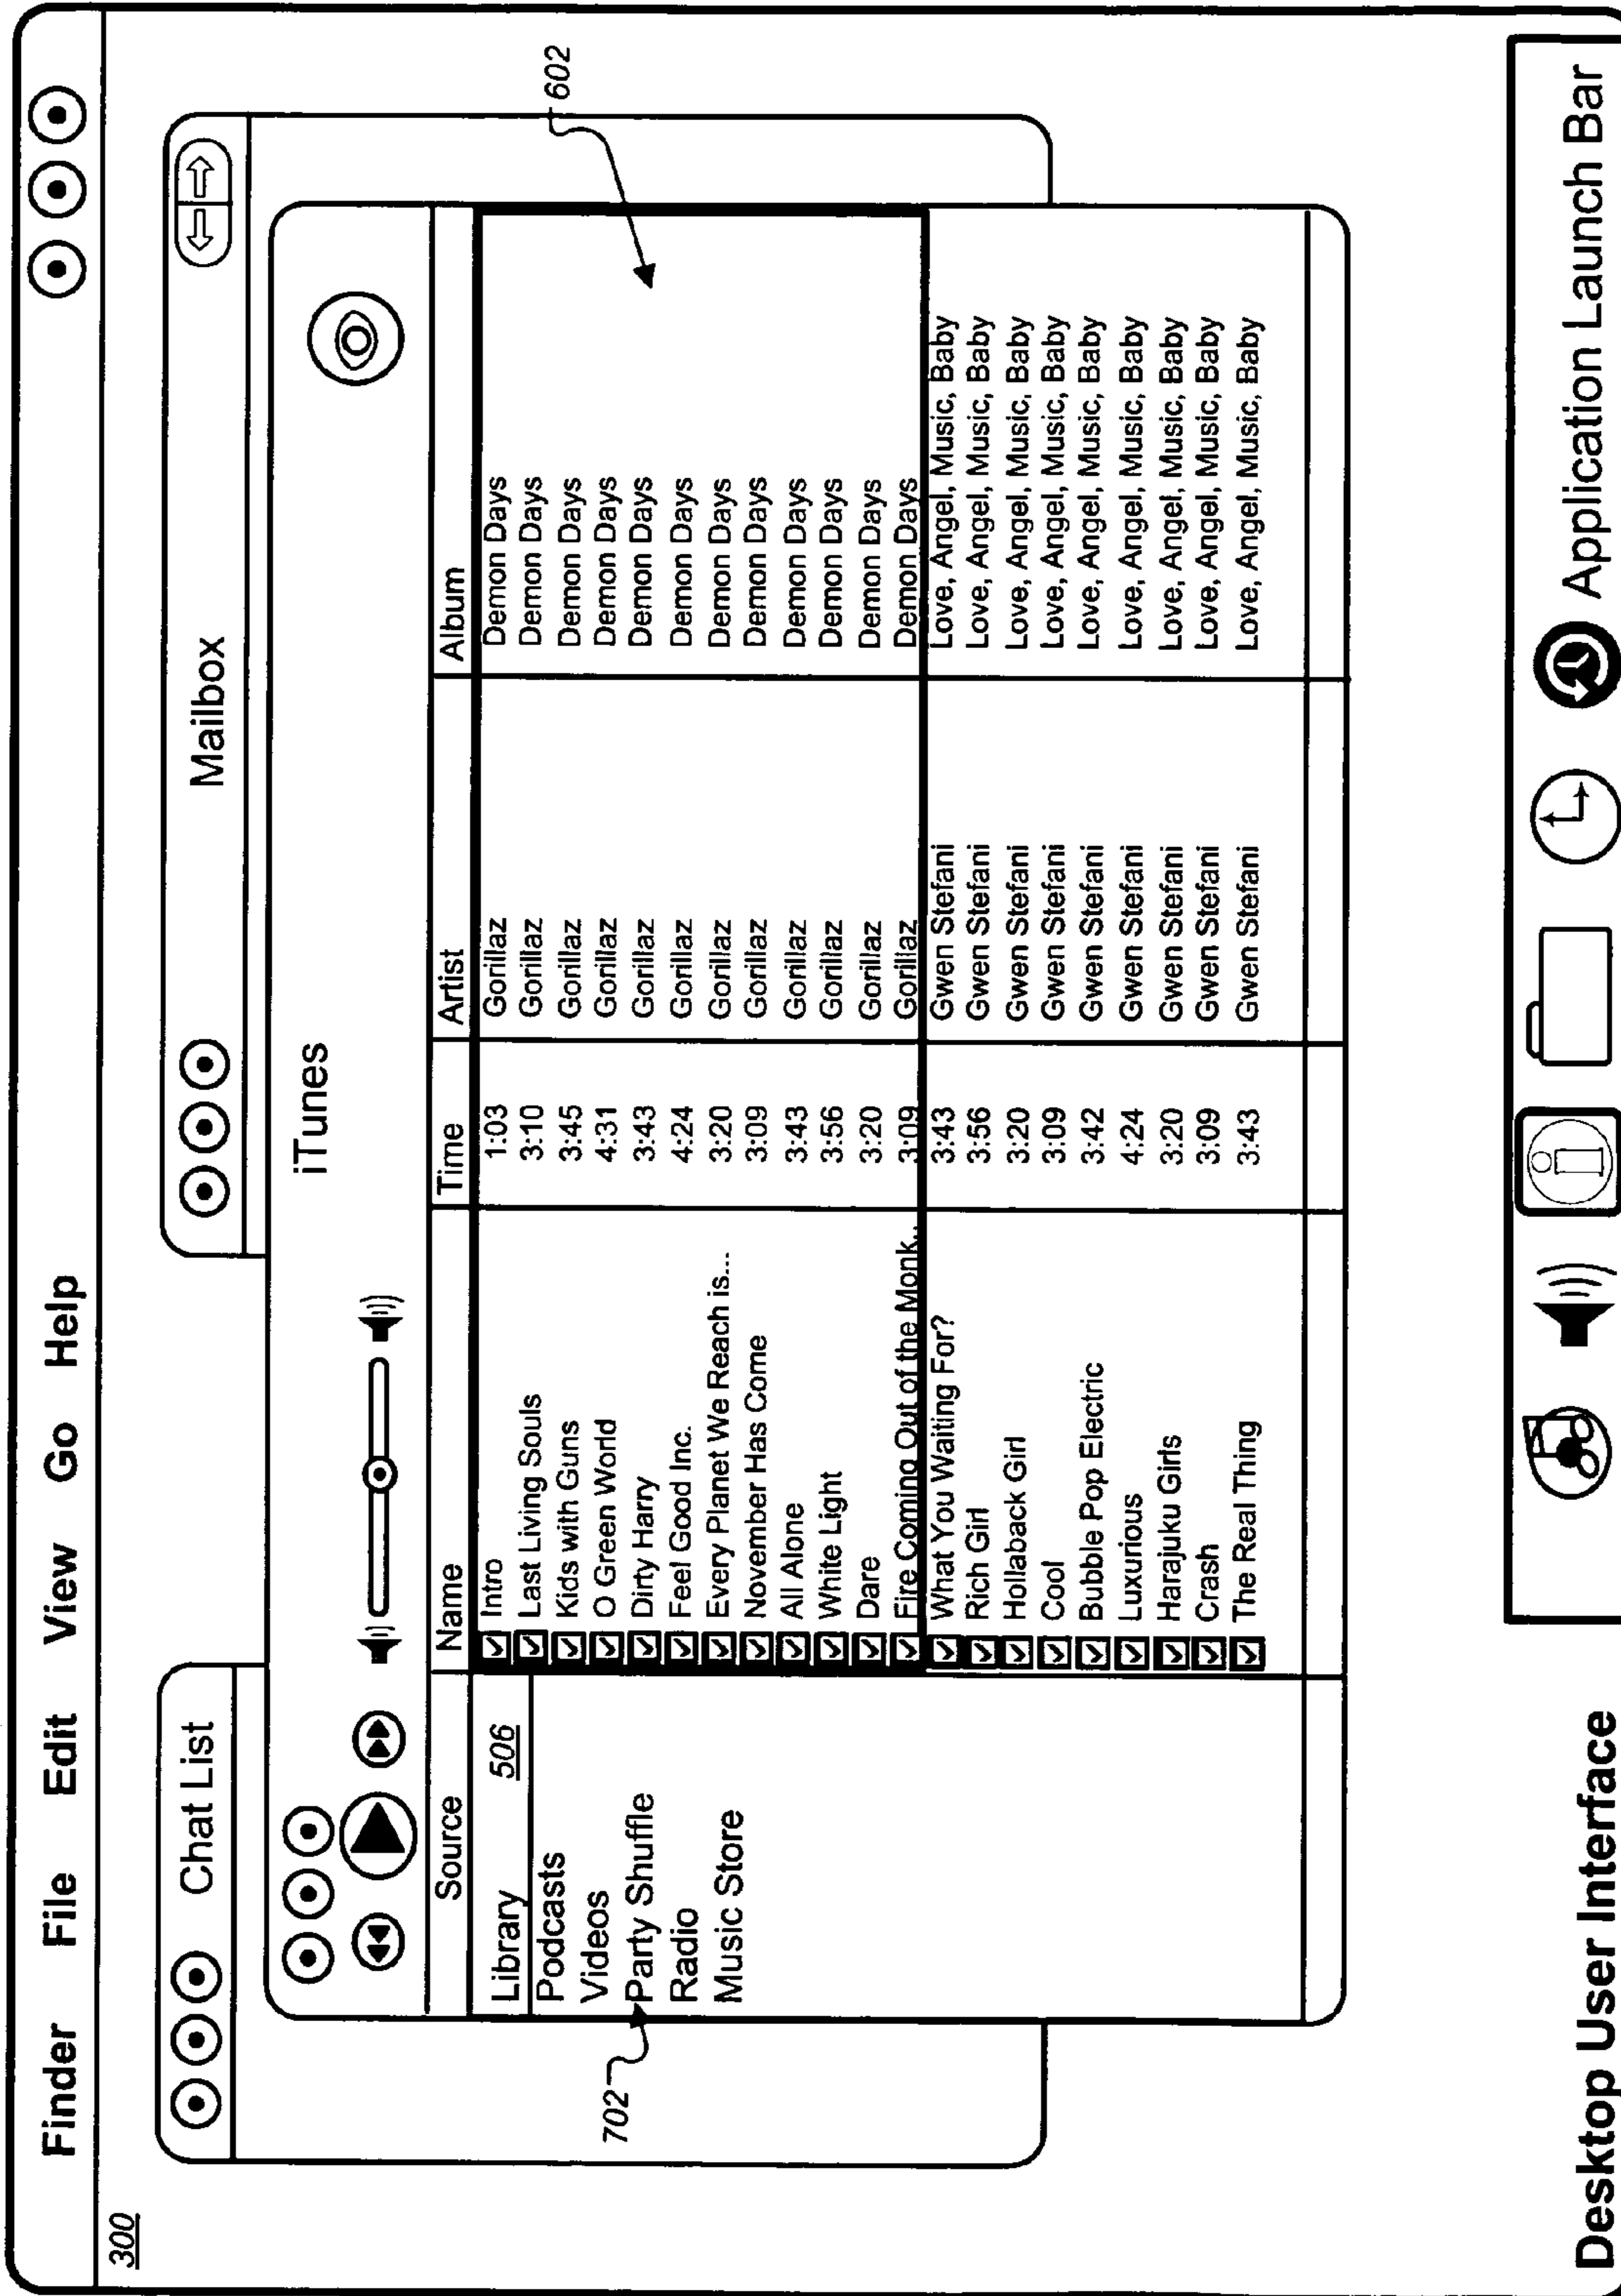 Finder File Edit View Go Help
300
Chat List
Mailbox
iTunes
Source Name Time Artist Album
Library 506
Podcasts
Videos
Party Shuffle
Radio
Music Store
702
602
Intro 1:03 Gorillaz Demon Days
Last Living Souls 3:10 Gorillaz Demon Days
Kids with Guns 3:45 Gorillaz Demon Days
O Green World 4:31 Gorillaz Demon Days
Dirty Harry 3:43 Gorillaz Demon Days
Feel Good Inc. 4:24 Gorillaz Demon Days
Every Planet We Reach is... 3:20 Gorillaz Demon Days
November Has Come 3:09 Gorillaz Demon Days
All Alone 3:43 Gorillaz Demon Days
White Light 3:56 Gorillaz Demon Days
Dare 3:20 Gorillaz Demon Days
Fire Coming Out of the Monk.. 3:09 Gorillaz Demon Days
What You Waiting For? 3:43 Gwen Stefani Love, Angel, Music, Baby
Rich Girl 3:56 Gwen Stefani Love, Angel, Music, Baby
Hollaback Girl 3:20 Gwen Stefani Love, Angel, Music, Baby
Cool 3:09 Gwen Stefani Love, Angel, Music, Baby
Bubble Pop Electric 3:42 Gwen Stefani Love, Angel, Music, Baby
Luxurious 4:24 Gwen Stefani Love, Angel, Music, Baby
Harajuku Girls 3:20 Gwen Stefani Love, Angel, Music, Baby
Crash 3:09 Gwen Stefani Love, Angel, Music, Baby
The Real Thing 3:43 Gwen Stefani Love, Angel, Music, Baby
Desktop User Interface
Application Launch Bar